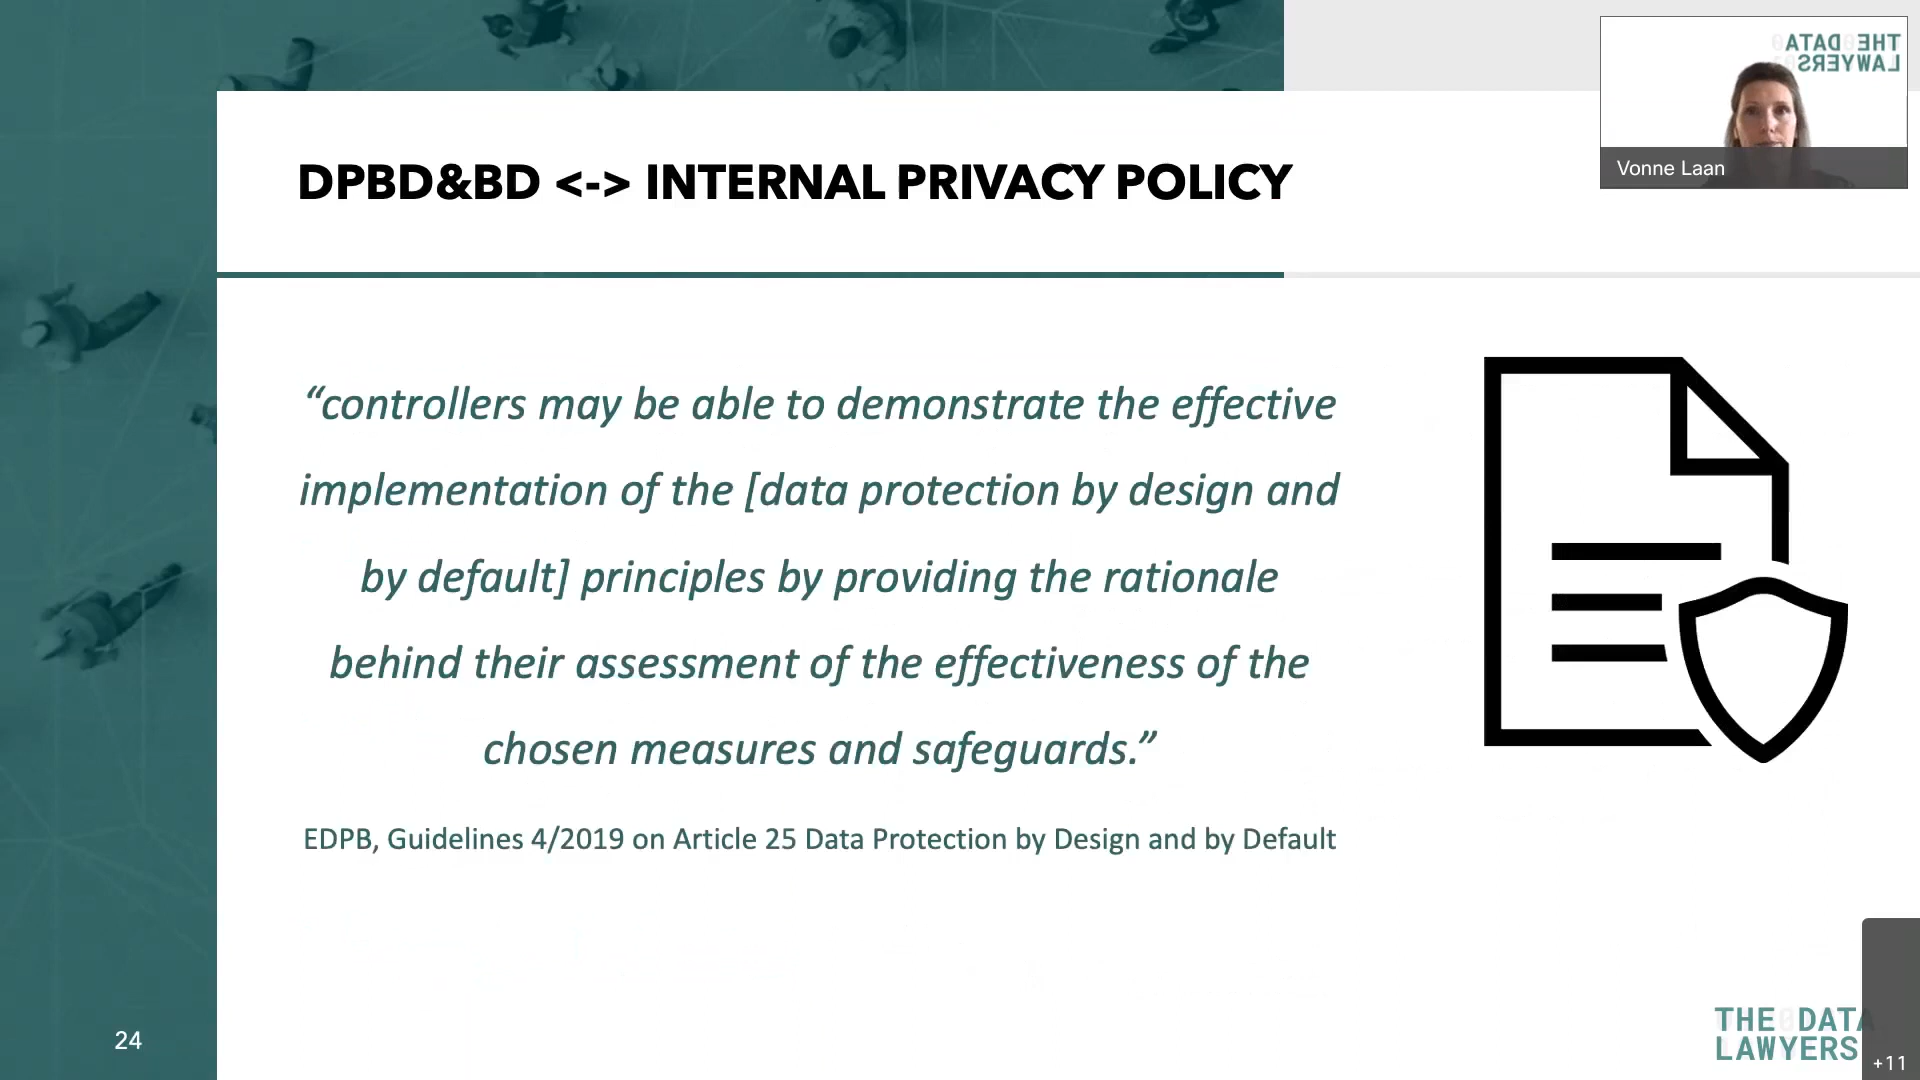 THE DATA
LAWYERS
Vonne Laan
DPBD&BD <-> INTERNAL PRIVACY POLICY
“controllers may be able to demonstrate the effective
implementation of the [data protection by design and
by default] principles by providing the rationale
behind their assessment of the effectiveness of the
chosen measures and safeguards.”
EDPB, Guidelines 4/2019 on Article 25 Data Protection by Design and by Default
24
THE DATA
LAWYERS
+11